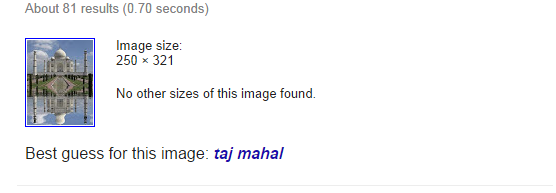 About 81 results (0.70 seconds)
Image size:
250 × 321
No other sizes of this image found.
Best guess for this image: taj mahal